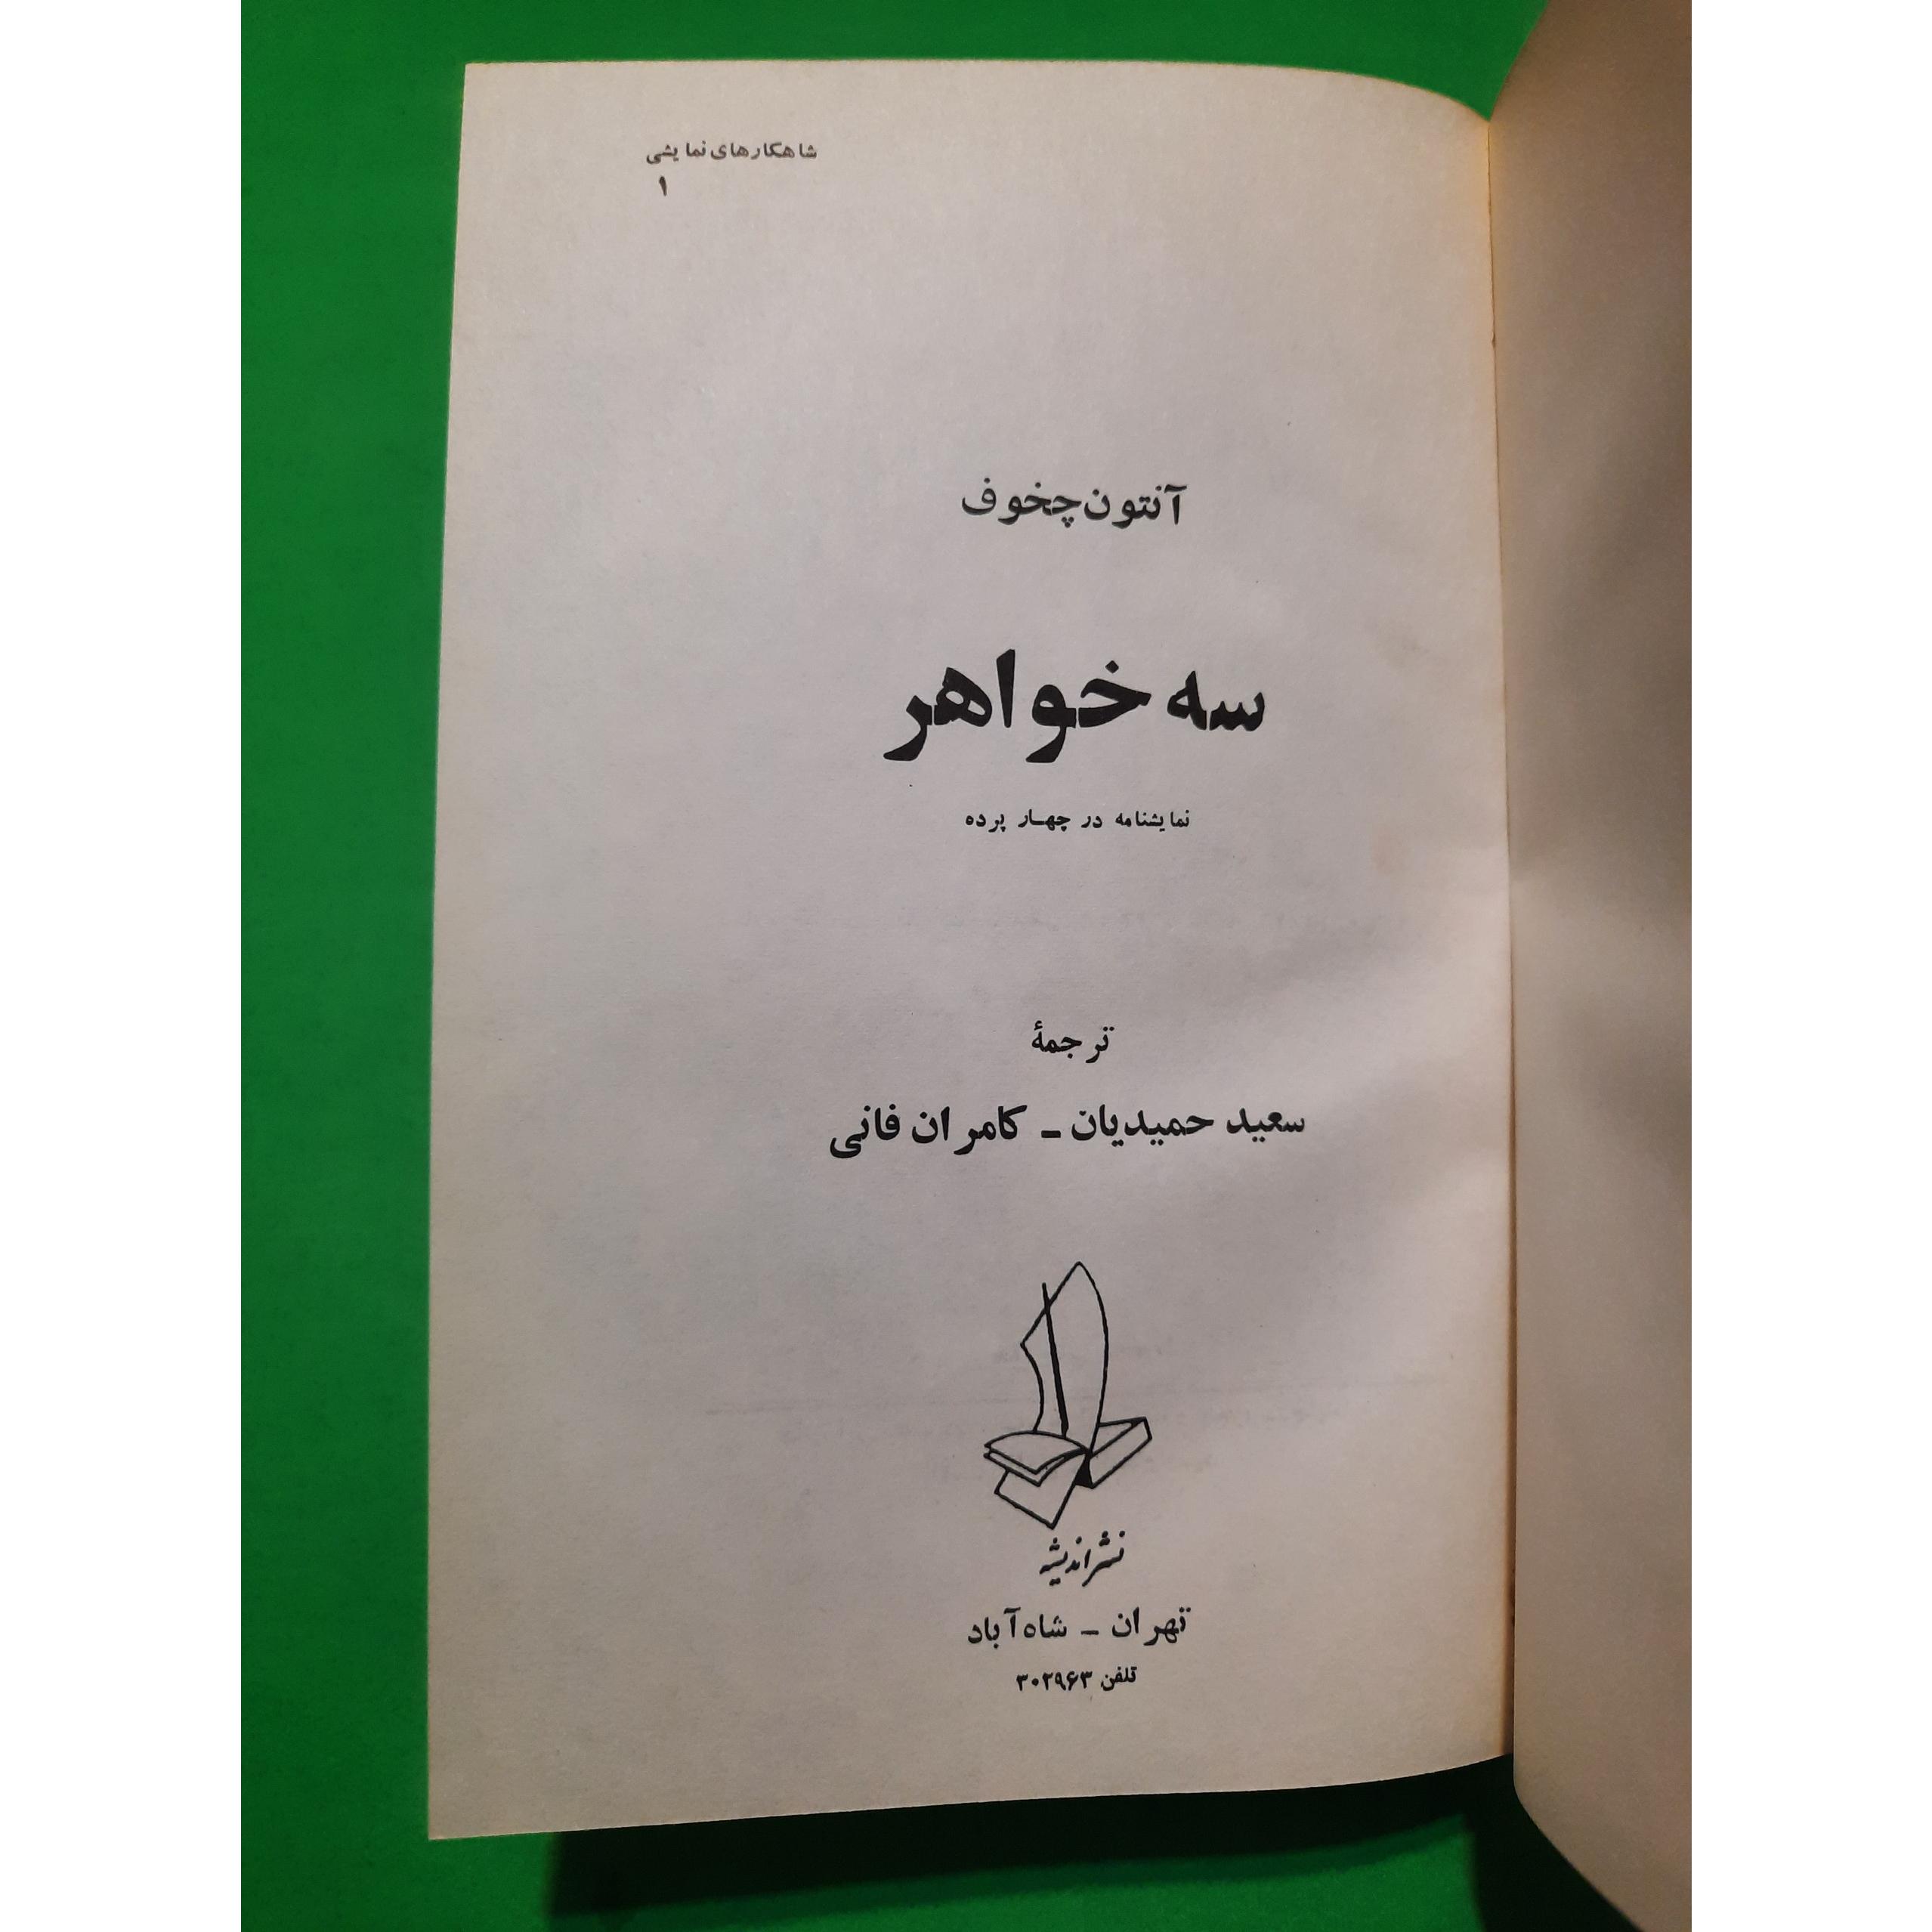 شاهکارهای نمایشی
۱
آنتون چخوف
سه خواهر
نمایشنامه در چهار پرده
ترجمهٔ
سعید حمیدیان ـ کامران فانی
نشر اندیشه
تهران ـ شاه‌آباد
تلفن ۳۰۲۹۶۳